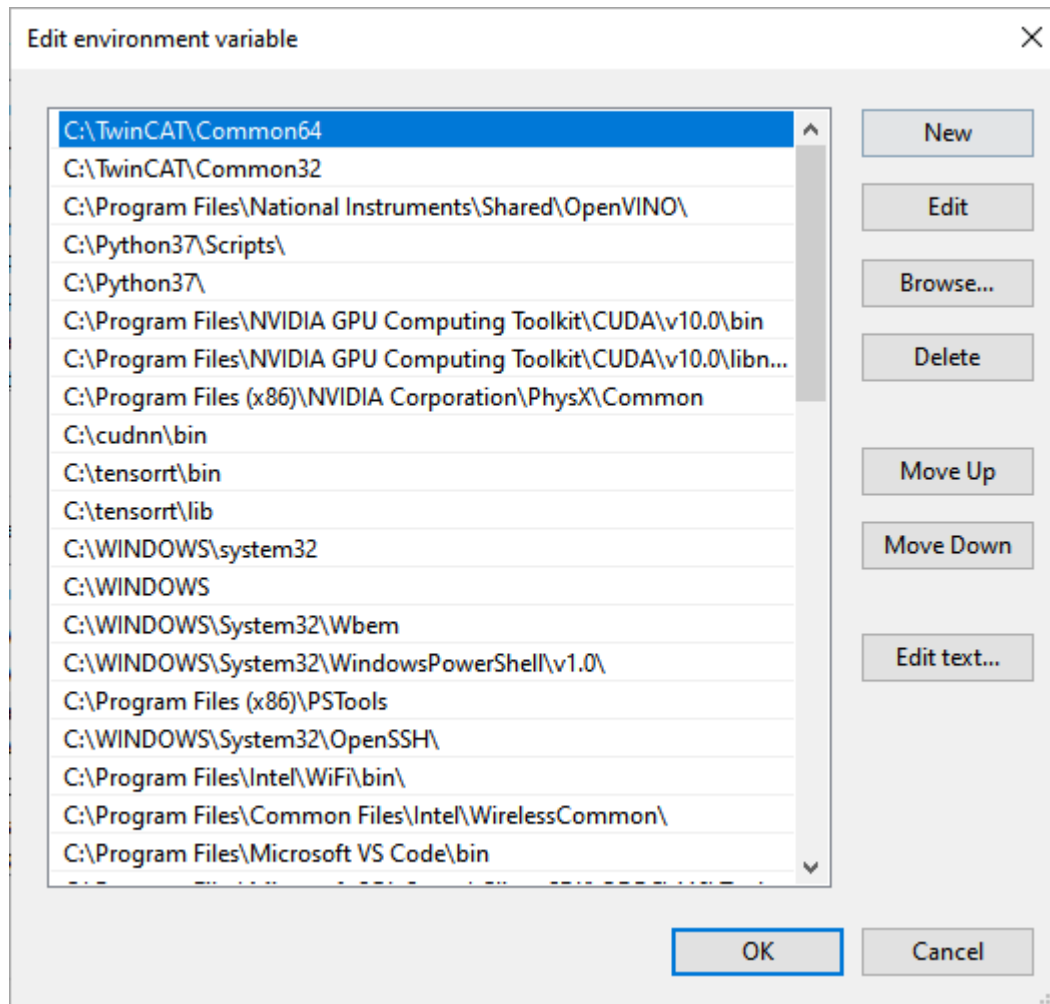 Edit environment variable
C:\TwinCAT\Common64
C:\TwinCAT\Common32
C:\Program Files\National Instruments\Shared\OpenVINO\
C:\Python37\Scripts\
C:\Python37\
C:\Program Files\NVIDIA GPU Computing Toolkit\CUDA\v10.0\bin
C:\Program Files\NVIDIA GPU Computing Toolkit\CUDA\v10.0\libn...
C:\Program Files (x86)\NVIDIA Corporation\PhysX\Common
C:\cudnn\bin
C:\tensorrt\bin
C:\tensorrt\lib
C:\WINDOWS\system32
C:\WINDOWS
C:\WINDOWS\System32\Wbem
C:\WINDOWS\System32\WindowsPowerShell\v1.0\
C:\Program Files (x86)\PSTools
C:\WINDOWS\System32\OpenSSH\
C:\Program Files\Intel\WiFi\bin\
C:\Program Files\Common Files\Intel\WirelessCommon\
C:\Program Files\Microsoft VS Code\bin
New
Edit
Browse...
Delete
Move Up
Move Down
Edit text...
OK
Cancel